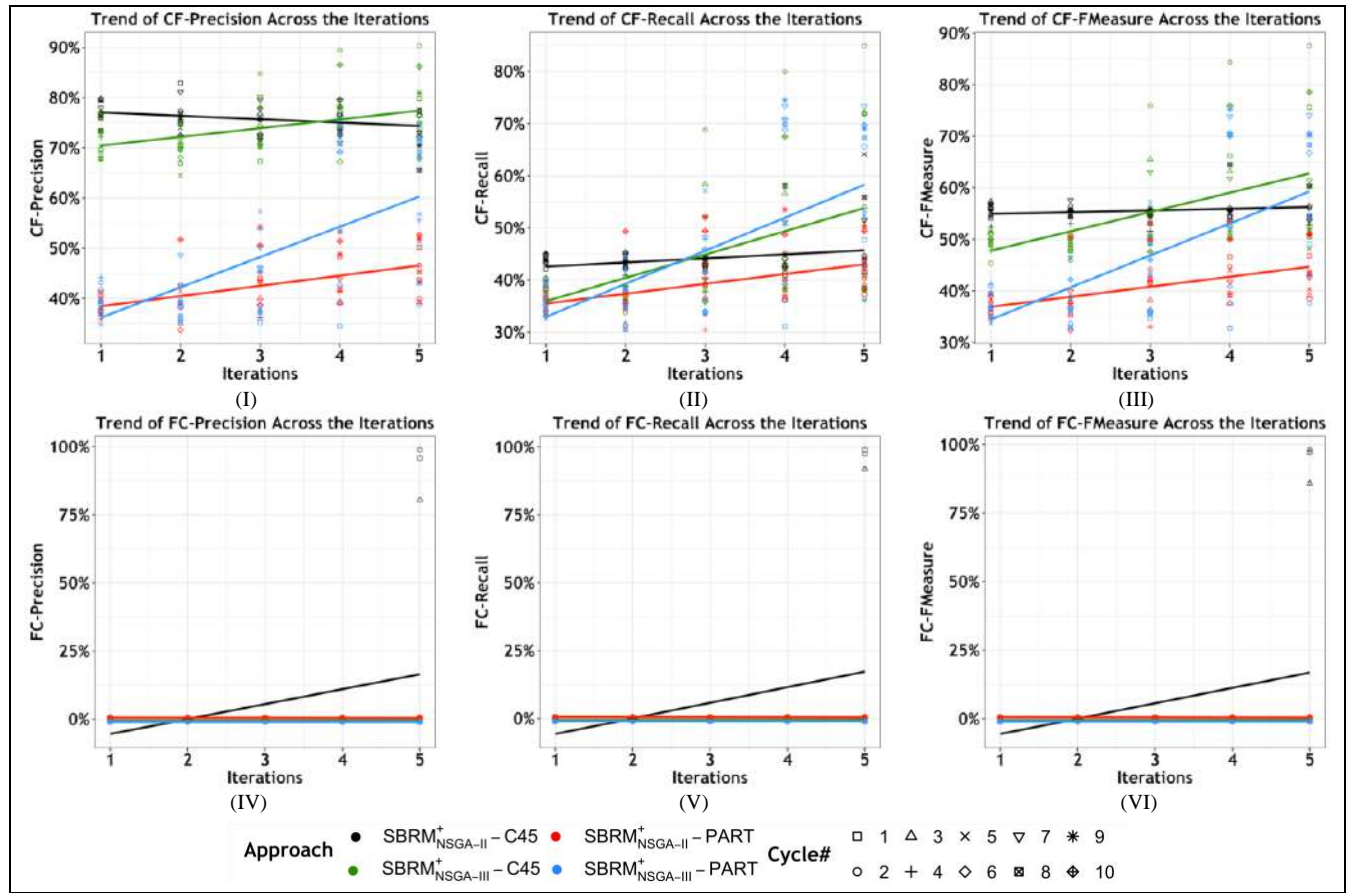 Trend of CF-Precision Across the Iterations
90%
80%
70%
60%
50%
40%
CF-Precision
1 2 3 4 5
Iterations
(I)
Trend of CF-Recall Across the Iterations
80%
70%
60%
50%
40%
30%
CF-Recall
1 2 3 4 5
Iterations
(II)
Trend of CF-FMeasure Across the Iterations
90%
80%
70%
60%
50%
40%
30%
CF-FMeasure
1 2 3 4 5
Iterations
(III)
Trend of FC-Precision Across the Iterations
100%
75%
50%
25%
0%
FC-Precision
1 2 3 4 5
Iterations
(IV)
Trend of FC-Recall Across the Iterations
100%
75%
50%
25%
0%
FC-Recall
1 2 3 4 5
Iterations
(V)
Trend of FC-FMeasure Across the Iterations
100%
75%
50%
25%
0%
FC-FMeasure
1 2 3 4 5
Iterations
(VI)
Approach
SBRM+NSGA-II-C45 SBRM+NSGA-II-PART
SBRM+NSGA-III-C45 SBRM+NSGA-III-PART
Cycle#
1 3 5 7 9
2 4 6 8 10